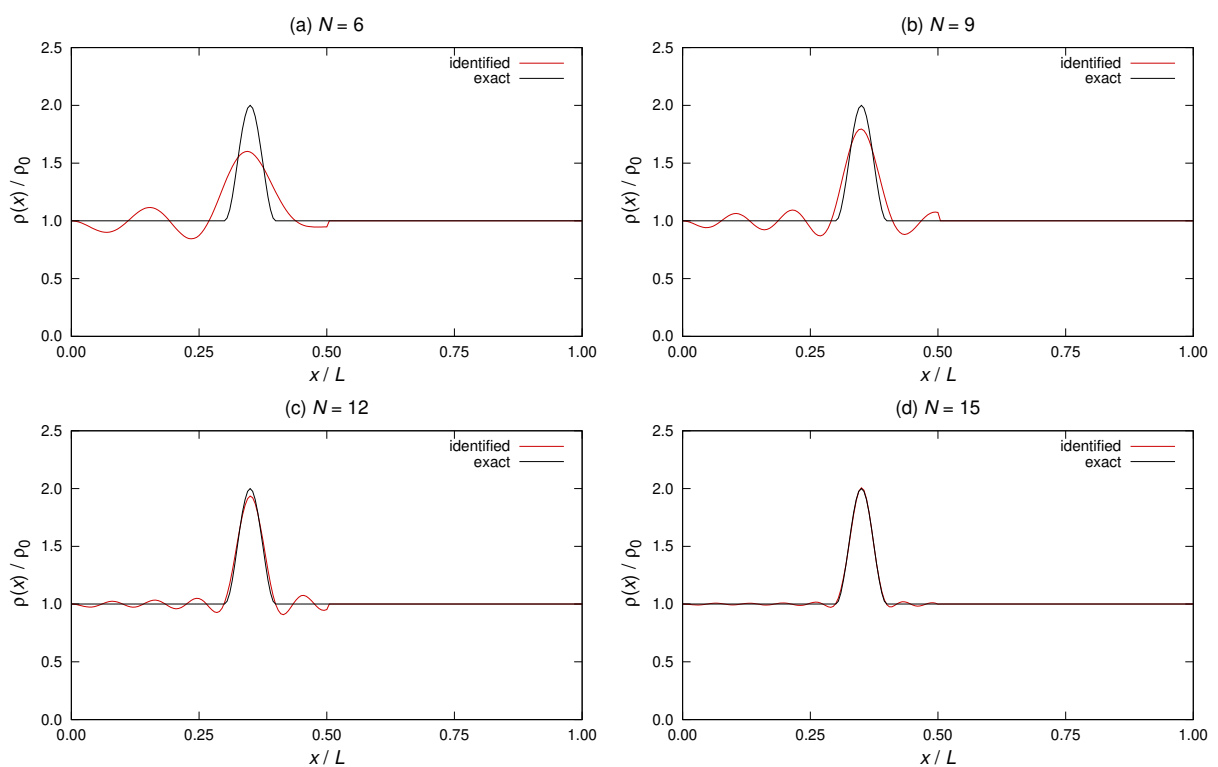 (a) N = 6
2.5
2.0
1.5
1.0
0.5
0.0
ρ(x) / ρ0
identified
exact
0.00
0.25
0.50
0.75
1.00
x / L
(b) N = 9
2.5
2.0
1.5
1.0
0.5
0.0
ρ(x) / ρ0
identified
exact
0.00
0.25
0.50
0.75
1.00
x / L
(c) N = 12
2.5
2.0
1.5
1.0
0.5
0.0
ρ(x) / ρ0
identified
exact
0.00
0.25
0.50
0.75
1.00
x / L
(d) N = 15
2.5
2.0
1.5
1.0
0.5
0.0
ρ(x) / ρ0
identified
exact
0.00
0.25
0.50
0.75
1.00
x / L